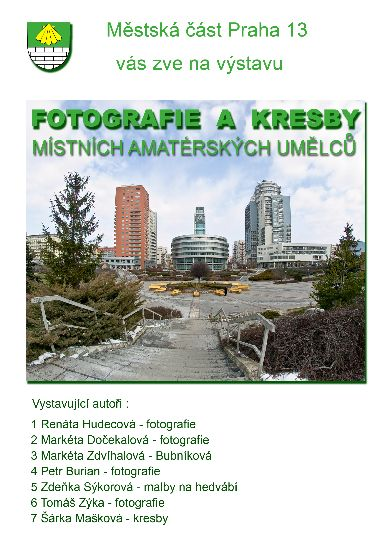 Městská část Praha 13
vás zve na výstavu
FOTOGRAFIE A KRESBY
MÍSTNÍCH AMATÉRSKÝCH UMĚLCŮ
Vystavující autoři :
1 Renáta Hudecová - fotografie
2 Markéta Dočekalová - fotografie
3 Markéta Zdvíhalová - Bubníková
4 Petr Burian - fotografie
5 Zdeňka Sýkorová - malby na hedvábí
6 Tomáš Zýka - fotografie
7 Šárka Mašková - kresby